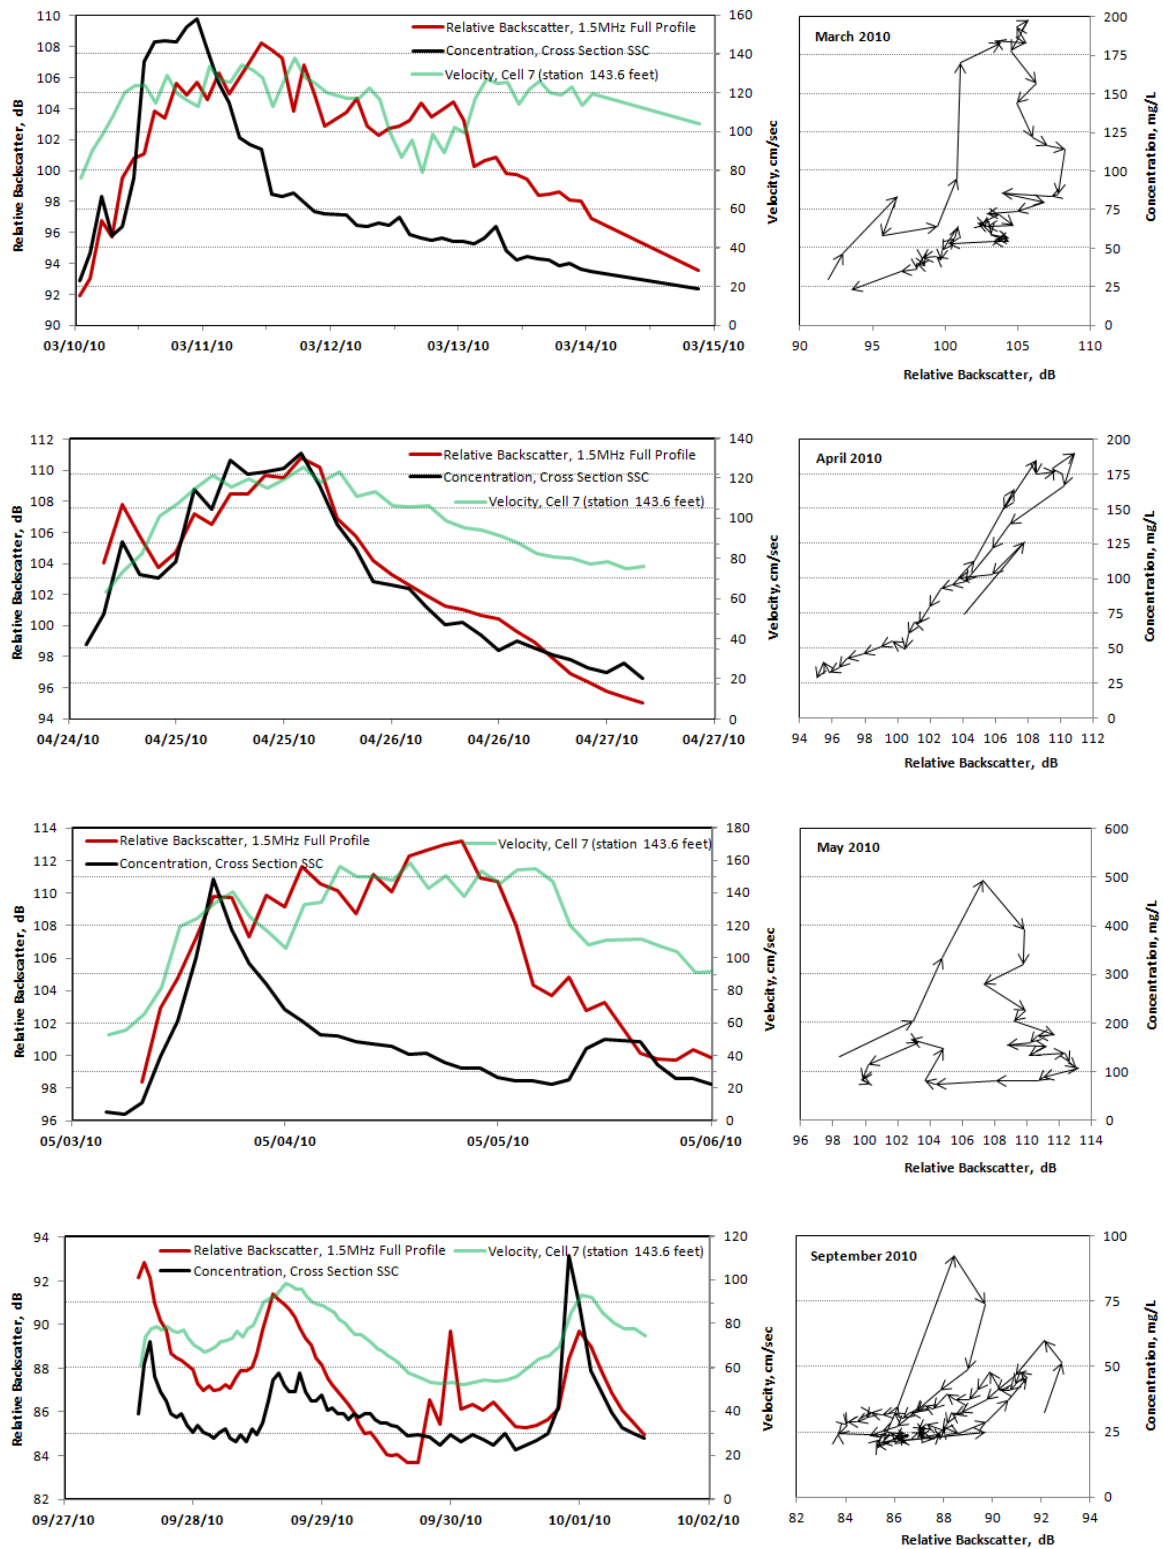 Relative Backscatter, 1.5MHz Full Profile
Concentration, Cross Section SSC
Velocity, Cell 7 (station 143.6 feet)
110
108
106
104
102
100
98
96
94
92
90
Relative Backscatter, dB
160
140
120
100
80
60
40
20
0
Velocity, cm/sec
03/10/10 03/11/10 03/12/10 03/13/10 03/14/10 03/15/10
March 2010
200
175
150
125
100
75
50
25
0
Concentration, mg/L
90 95 100 105 110
Relative Backscatter, dB
Relative Backscatter, 1.5MHz Full Profile
Concentration, Cross Section SSC
Velocity, Cell 7 (station 143.6 feet)
112
110
108
106
104
102
100
98
96
94
Relative Backscatter, dB
140
120
100
80
60
40
20
0
Velocity, cm/sec
04/24/10 04/25/10 04/25/10 04/26/10 04/26/10 04/27/10 04/27/10
April 2010
200
175
150
125
100
75
50
25
0
Concentration, mg/L
94 96 98 100 102 104 106 108 110 112
Relative Backscatter, dB
Relative Backscatter, 1.5MHz Full Profile
Velocity, Cell 7 (station 143.6 feet)
Concentration, Cross Section SSC
114
112
110
108
106
104
102
100
98
96
Relative Backscatter, dB
180
160
140
120
100
80
60
40
20
0
Velocity, cm/sec
05/03/10 05/04/10 05/05/10 05/06/10
May 2010
600
500
400
300
200
100
0
Concentration, mg/L
96 98 100 102 104 106 108 110 112 114
Relative Backscatter, dB
Relative Backscatter, 1.5MHz Full Profile
Velocity, Cell 7 (station 143.6 feet)
Concentration, Cross Section SSC
94
92
90
88
86
84
82
Relative Backscatter, dB
120
100
80
60
40
20
0
Velocity, cm/sec
09/27/10 09/28/10 09/29/10 09/30/10 10/01/10 10/02/10
September 2010
100
75
50
25
0
Concentration, mg/L
82 84 86 88 90 92 94
Relative Backscatter, dB